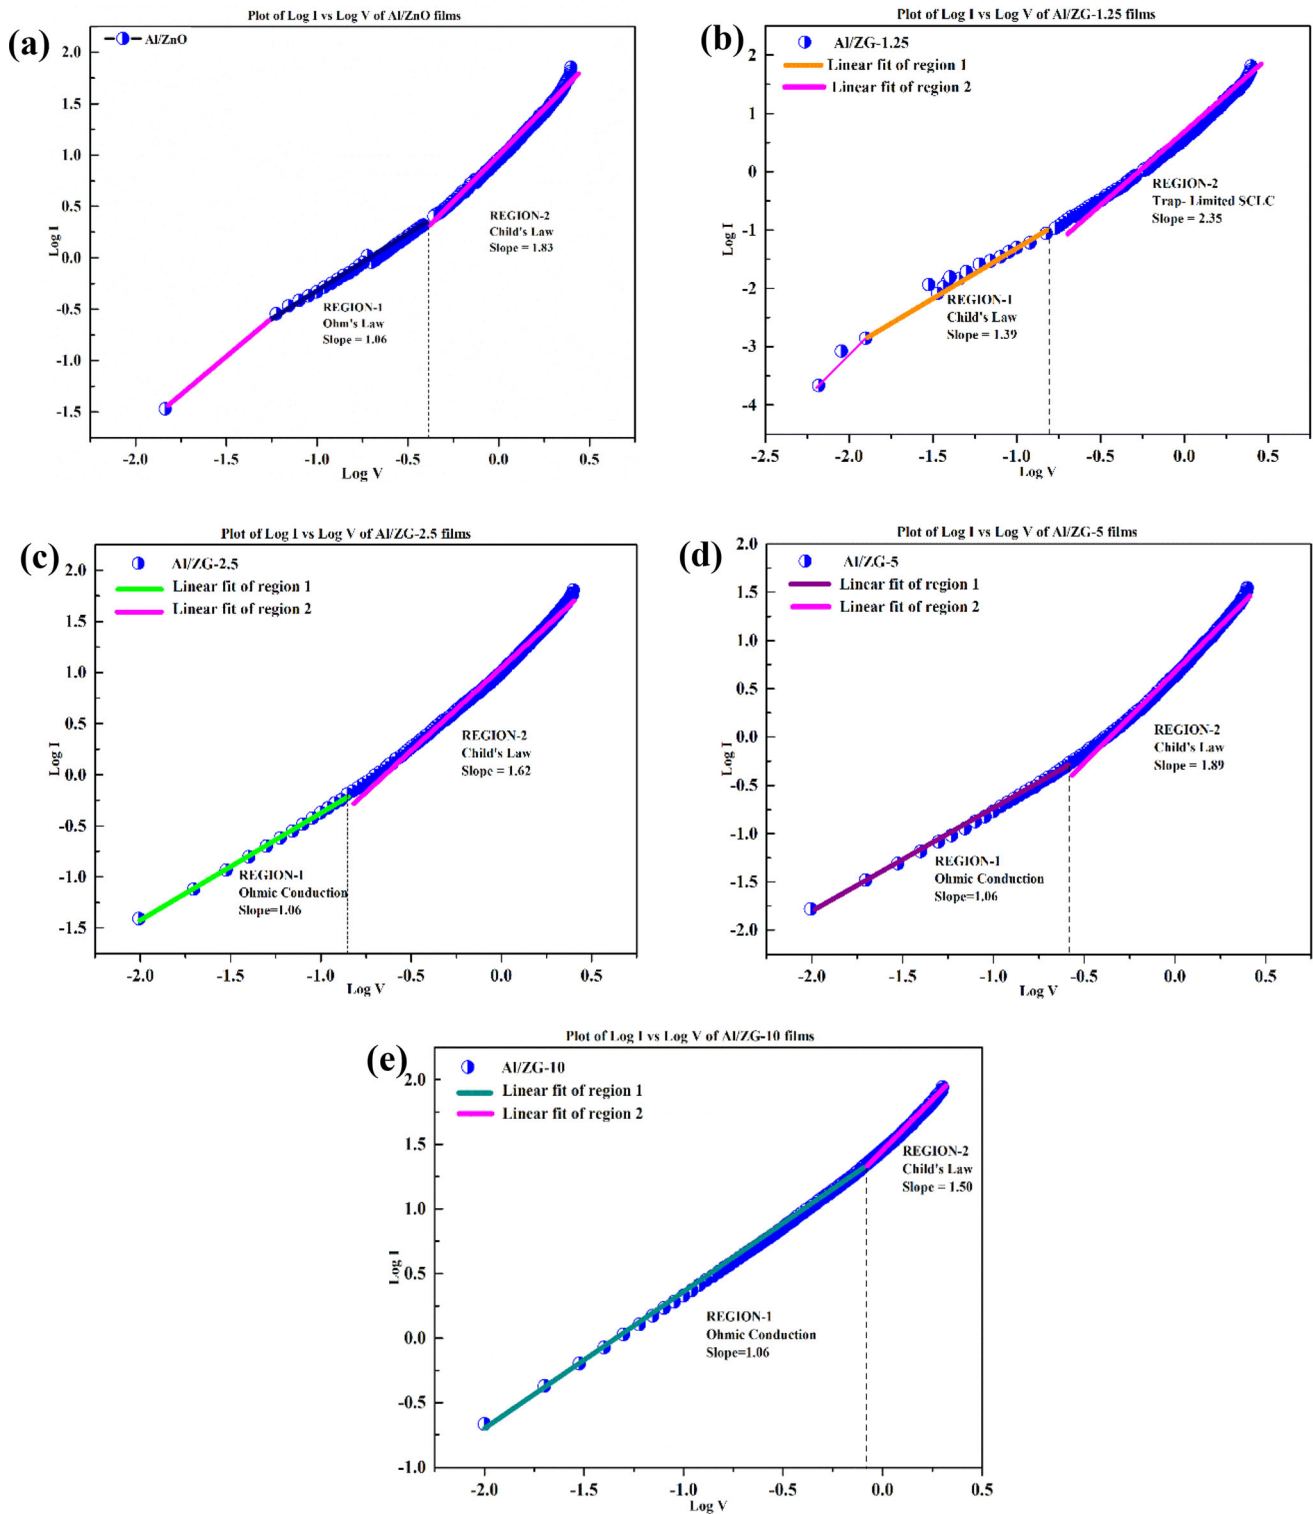 Plot of Log I vs Log V of Al/ZnO films
(a)
Al/ZnO
2.0
1.5
1.0
0.5
0.0
-0.5
-1.0
-1.5
Log I
REGION-2
Child's Law
Slope = 1.83
REGION-1
Ohm's Law
Slope = 1.06
-2.0 -1.5 -1.0 -0.5 0.0 0.5
Log V
Plot of Log I vs Log V of Al/ZG-1.25 films
(b)
Al/ZG-1.25
Linear fit of region 1
Linear fit of region 2
2
1
0
-1
-2
-3
-4
Log I
REGION-2
Trap- Limited SCLC
Slope = 2.35
REGION-1
Child's Law
Slope = 1.39
-2.5 -2.0 -1.5 -1.0 -0.5 0.0 0.5
Log V
Plot of Log I vs Log V of Al/ZG-2.5 films
(c)
Al/ZG-2.5
Linear fit of region 1
Linear fit of region 2
2.0
1.5
1.0
0.5
0.0
-0.5
-1.0
-1.5
Log I
REGION-2
Child's Law
Slope = 1.62
REGION-1
Ohmic Conduction
Slope=1.06
-2.0 -1.5 -1.0 -0.5 0.0 0.5
Log V
Plot of Log I vs Log V of Al/ZG-5 films
(d)
Al/ZG-5
Linear fit of region 1
Linear fit of region 2
2.0
1.5
1.0
0.5
0.0
-0.5
-1.0
-1.5
-2.0
Log I
REGION-2
Child's Law
Slope = 1.89
REGION-1
Ohmic Conduction
Slope=1.06
-2.0 -1.5 -1.0 -0.5 0.0 0.5
Log V
Plot of Log I vs Log V of Al/ZG-10 films
(e)
Al/ZG-10
Linear fit of region 1
Linear fit of region 2
2.0
1.5
1.0
0.5
0.0
-0.5
-1.0
Log I
REGION-2
Child's Law
Slope = 1.50
REGION-1
Ohmic Conduction
Slope=1.06
-2.0 -1.5 -1.0 -0.5 0.0 0.5
Log V